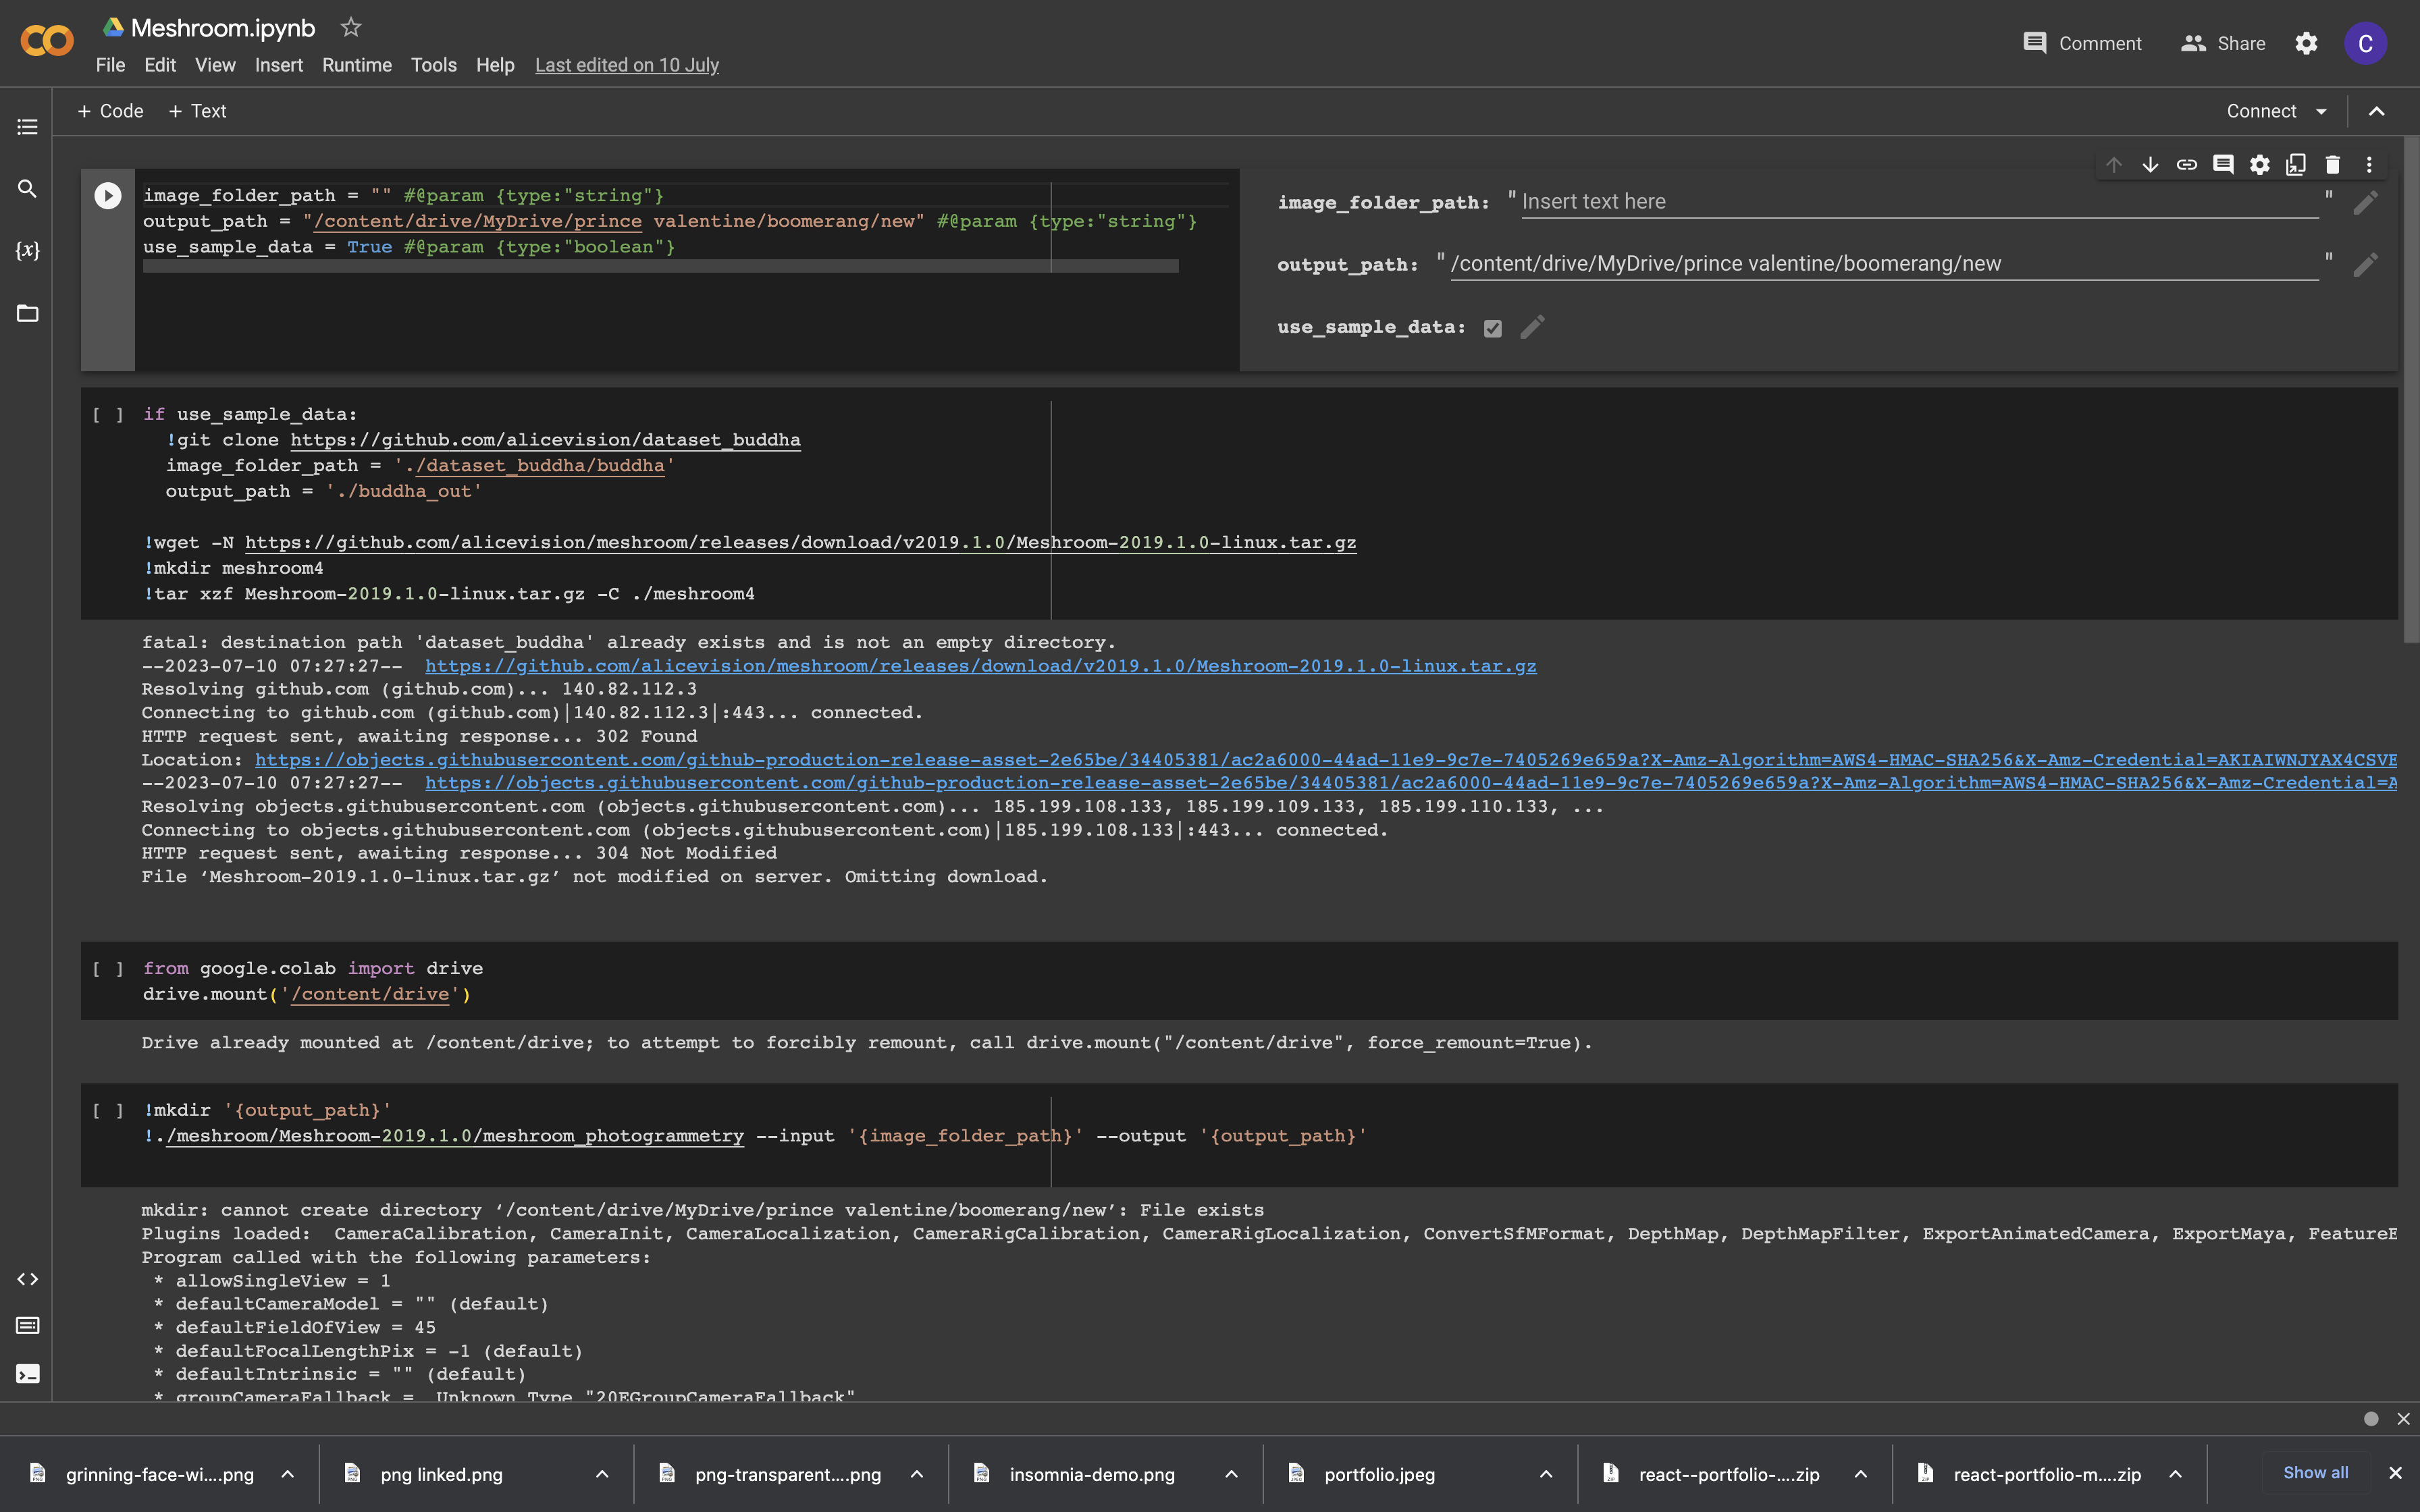 Meshroom.ipynb
File Edit View Insert Runtime Tools Help Last edited on 10 July
Comment Share C
+ Code + Text
Connect
image_folder_path = "" #@param {type:"string"}
output_path = "/content/drive/MyDrive/prince valentine/boomerang/new" #@param {type:"string"}
use_sample_data = True #@param {type:"boolean"}
image_folder_path: " Insert text here "
output_path: " /content/drive/MyDrive/prince valentine/boomerang/new "
use_sample_data:
{x}
[ ] if use_sample_data:
!git clone https://github.com/alicevision/dataset_buddha
image_folder_path = './dataset_buddha/buddha'
output_path = './buddha_out'
!wget -N https://github.com/alicevision/meshroom/releases/download/v2019.1.0/Meshroom-2019.1.0-linux.tar.gz
!mkdir meshroom4
!tar xzf Meshroom-2019.1.0-linux.tar.gz -C ./meshroom4
fatal: destination path 'dataset_buddha' already exists and is not an empty directory.
--2023-07-10 07:27:27-- https://github.com/alicevision/meshroom/releases/download/v2019.1.0/Meshroom-2019.1.0-linux.tar.gz
Resolving github.com (github.com)... 140.82.112.3
Connecting to github.com (github.com)|140.82.112.3|:443... connected.
HTTP request sent, awaiting response... 302 Found
Location: https://objects.githubusercontent.com/github-production-release-asset-2e65be/34405381/ac2a6000-44ad-11e9-9c7e-7405269e659a?X-Amz-Algorithm=AWS4-HMAC-SHA256&X-Amz-Credential=AKIAIWNJYAX4CSVE
--2023-07-10 07:27:27-- https://objects.githubusercontent.com/github-production-release-asset-2e65be/34405381/ac2a6000-44ad-11e9-9c7e-7405269e659a?X-Amz-Algorithm=AWS4-HMAC-SHA256&X-Amz-Credential=A
Resolving objects.githubusercontent.com (objects.githubusercontent.com)... 185.199.108.133, 185.199.109.133, 185.199.110.133, ...
Connecting to objects.githubusercontent.com (objects.githubusercontent.com)|185.199.108.133|:443... connected.
HTTP request sent, awaiting response... 304 Not Modified
File ‘Meshroom-2019.1.0-linux.tar.gz’ not modified on server. Omitting download.
[ ] from google.colab import drive
drive.mount('/content/drive')
Drive already mounted at /content/drive; to attempt to forcibly remount, call drive.mount("/content/drive", force_remount=True).
[ ] !mkdir '{output_path}'
!./meshroom/Meshroom-2019.1.0/meshroom_photogrammetry --input '{image_folder_path}' --output '{output_path}'
mkdir: cannot create directory ‘/content/drive/MyDrive/prince valentine/boomerang/new’: File exists
Plugins loaded: CameraCalibration, CameraInit, CameraLocalization, CameraRigCalibration, CameraRigLocalization, ConvertSfMFormat, DepthMap, DepthMapFilter, ExportAnimatedCamera, ExportMaya, FeatureE
Program called with the following parameters:
* allowSingleView = 1
* defaultCameraModel = "" (default)
* defaultFieldOfView = 45
* defaultFocalLengthPix = -1 (default)
* defaultIntrinsic = "" (default)
* groupCameraFallback = Unknown Type "20EGroupCameraFallback"
grinning-face-wi....png
png linked.png
png-transparent....png
insomnia-demo.png
portfolio.jpeg
react--portfolio-....zip
react-portfolio-m....zip
Show all